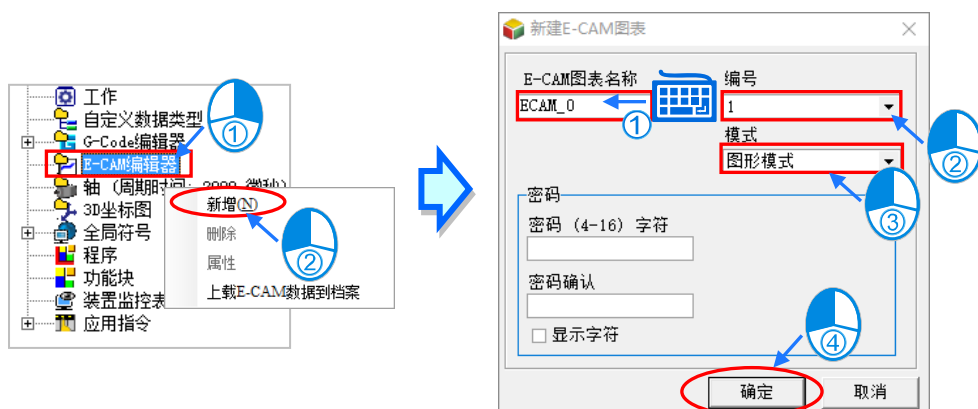 工作
自定义数据类型
①
G-Code编辑器
E-CAM编辑器
轴 (周期时间: 2000 微秒)
3D坐标图
全局符号
程序
功能块
装置监控表
应用指令
新增(N)
删除
属性
②
上载E-CAM数据到档案
新建E-CAM图表
E-CAM图表名称
编号
ECAM_0
①
1
②
模式
图形模式
③
密码
密码 (4-16) 字符
密码确认
显示字符
④
确定
取消